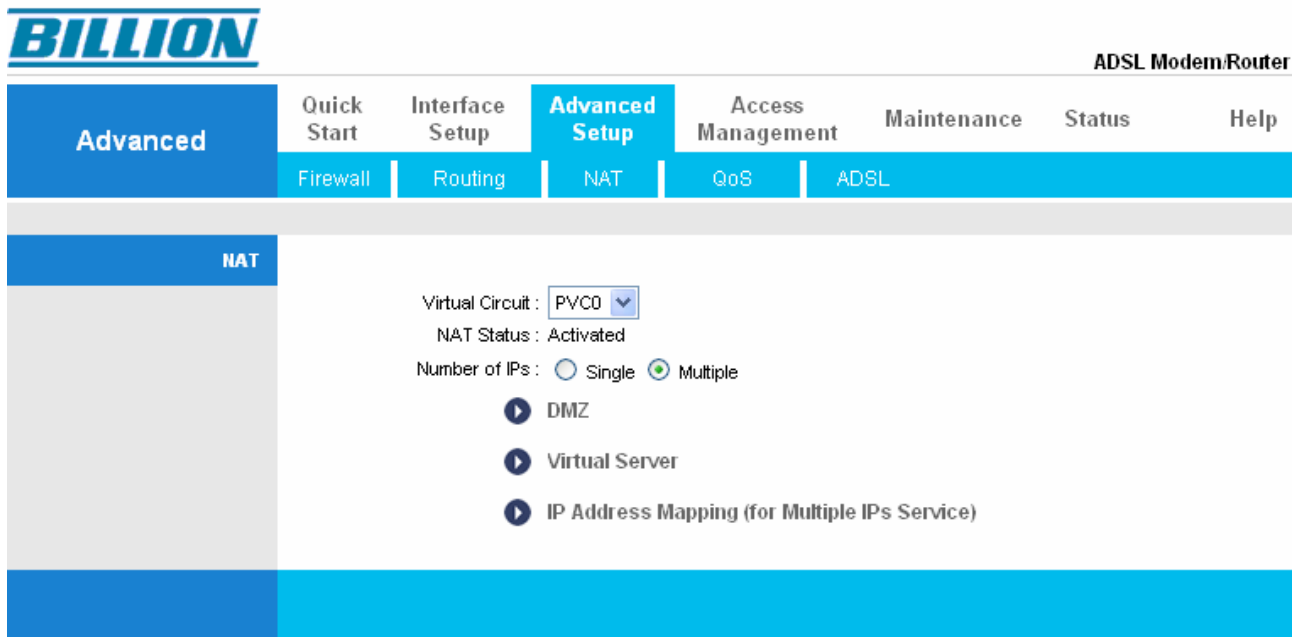 BILLION
ADSL Modem/Router
Advanced
Quick Start
Interface Setup
Advanced Setup
Access Management
Maintenance
Status
Help
Firewall
Routing
NAT
QoS
ADSL
NAT
Virtual Circuit : PVC0
NAT Status : Activated
Number of IPs : Single Multiple
DMZ
Virtual Server
IP Address Mapping (for Multiple IPs Service)